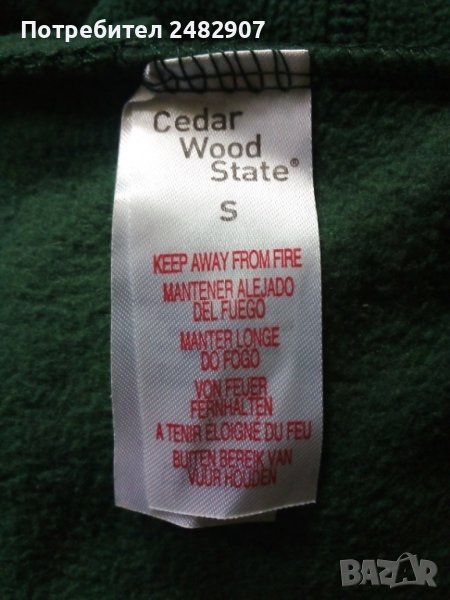 Потребител 2482907
Cedar
Wood
State®
S
KEEP AWAY FROM FIRE
MANTENER ALEJADO
DEL FUEGO
MANTER LONGE
DO FOGO
VON FEUER
FERNHALTEN
A TENIR ELOIGNE DU FEU
BUITEN BEREIK VAN
VUUR HOUDEN
BAZAR